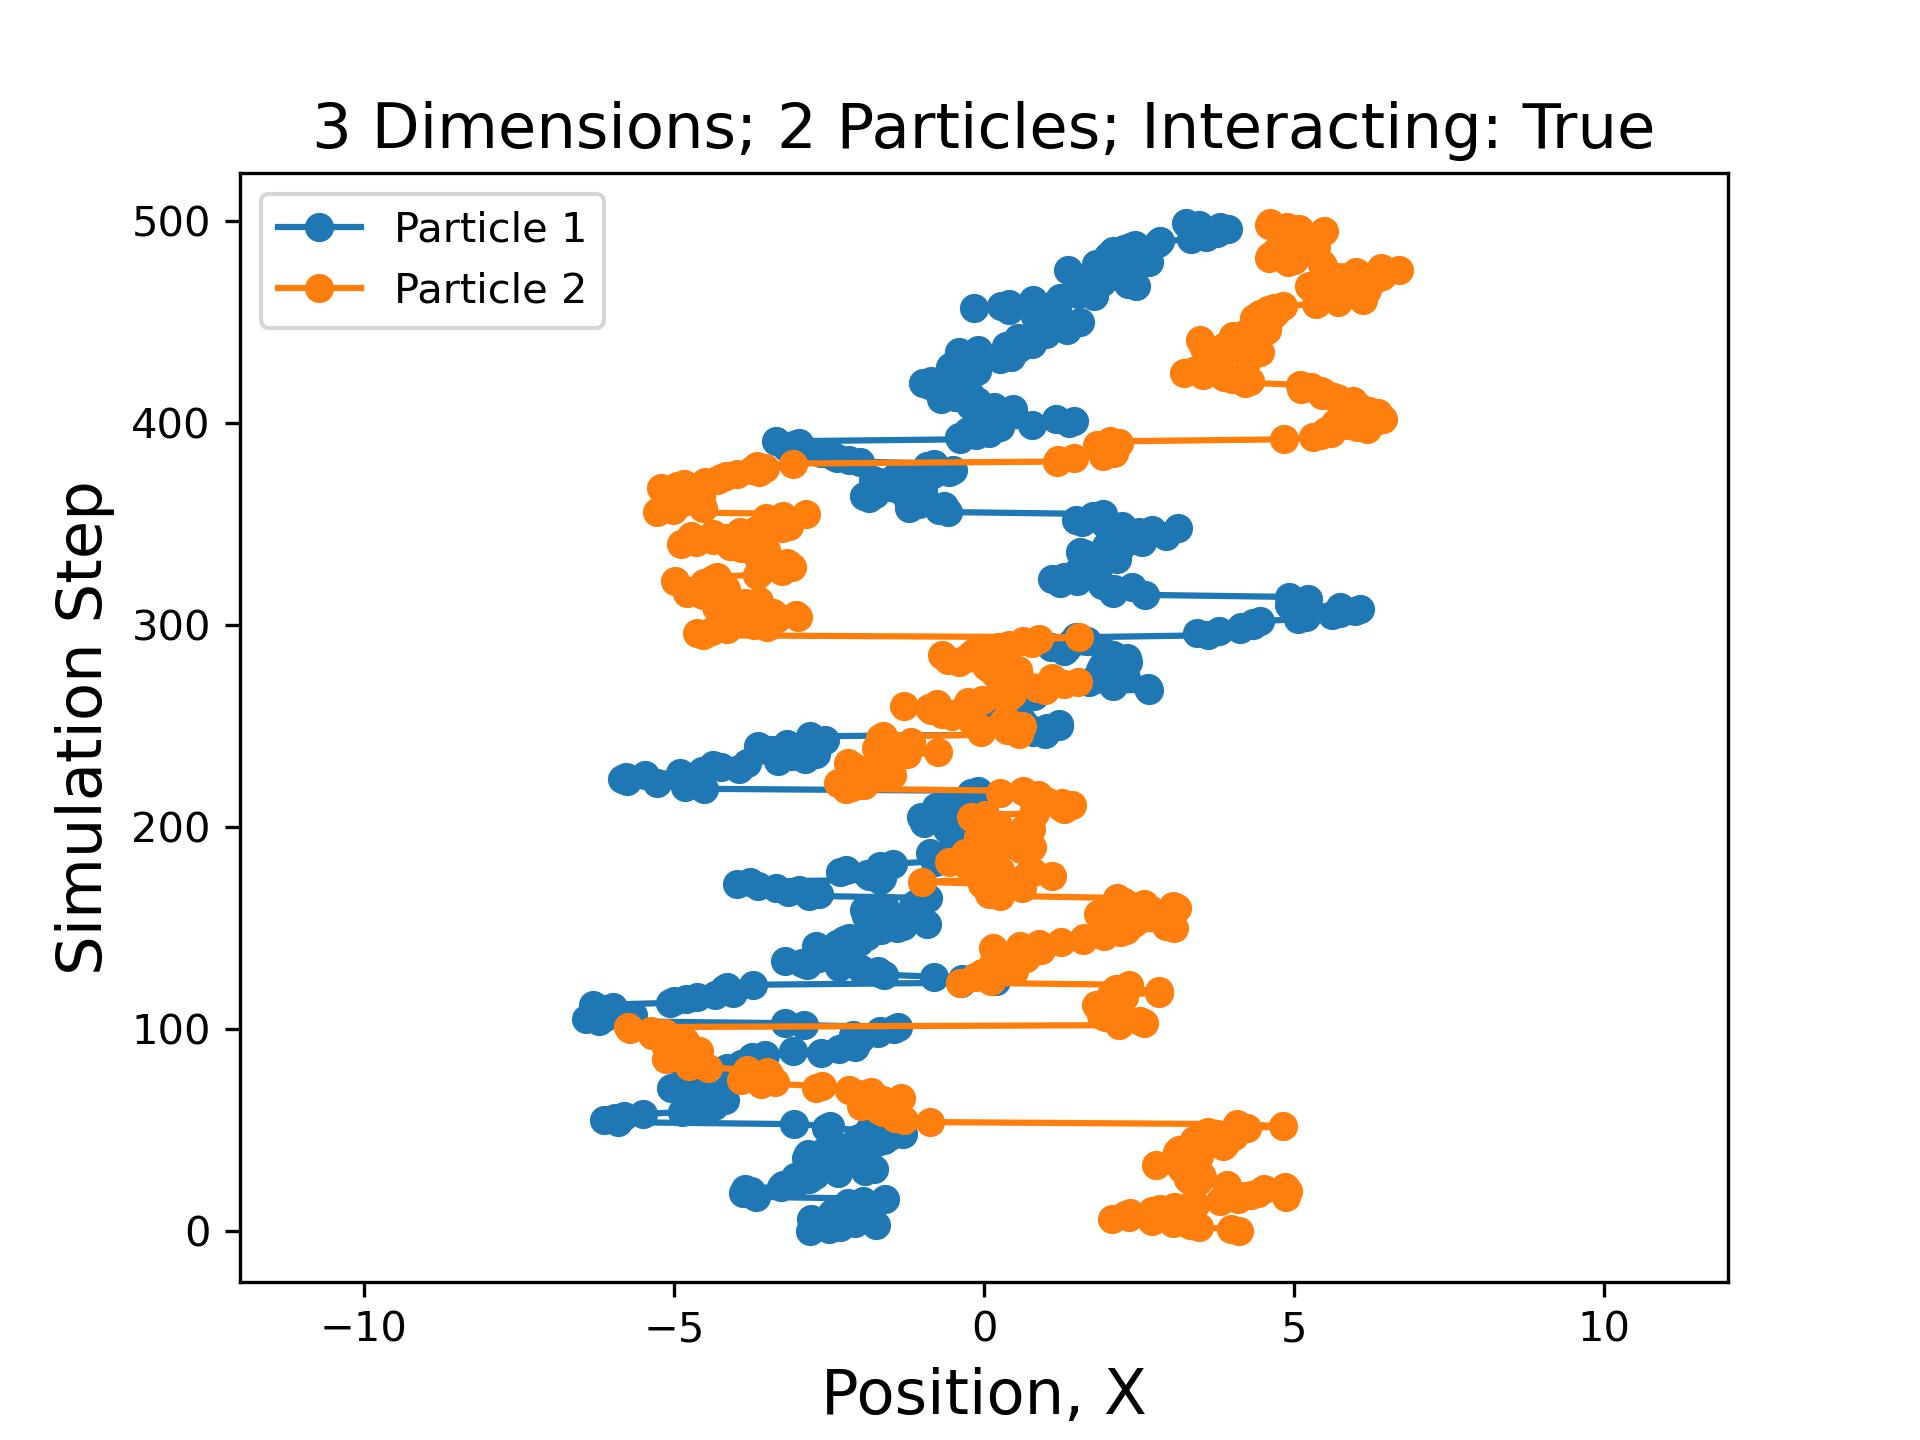 3 Dimensions; 2 Particles; Interacting: True
Particle 1
Particle 2
500
400
300
200
100
0
Simulation Step
−10
−5
0
5
10
Position, X